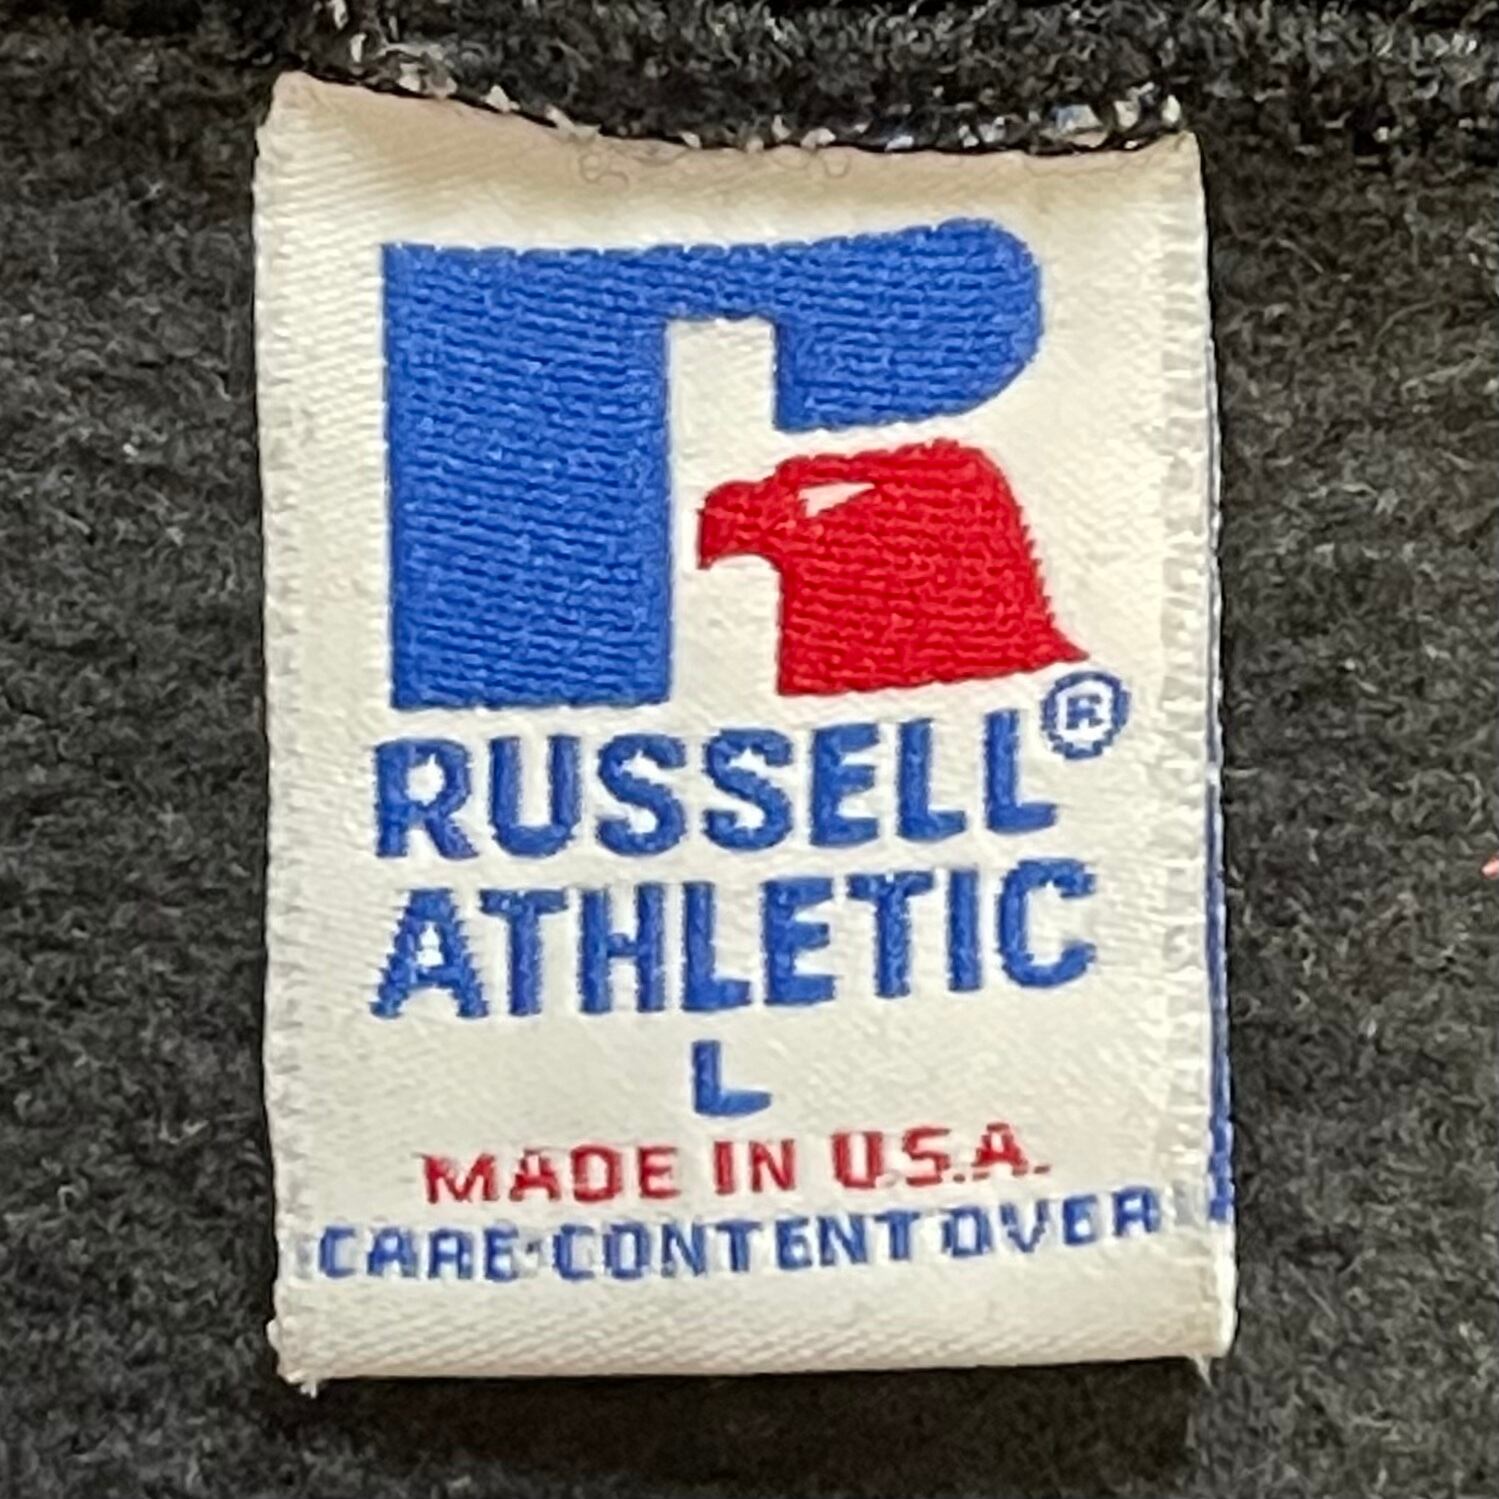 RUSSELL®
ATHLETIC
L
MADE IN U.S.A.
CARE·CONTENT OVER